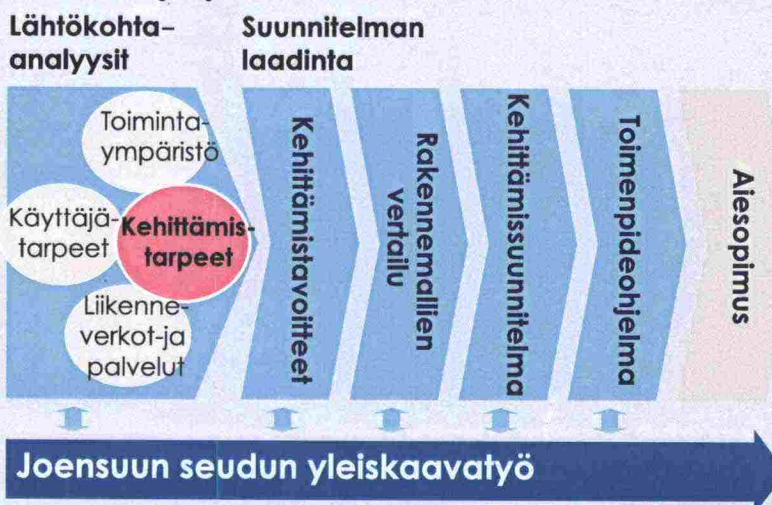 Lähtökohta-
analyysit
Suunnitelman
laadinta
Toiminta-
ympäristö
Käyttäjä-
tarpeet
Kehittämis-
tarpeet
Liikenne-
verkot-ja
palvelut
Kehittämistavoitteet
Rakennemallien
vertailu
Kehittämissuunnitelma
Toimenpideohjelma
Aiesopimus
Joensuun seudun yleiskaavatyö